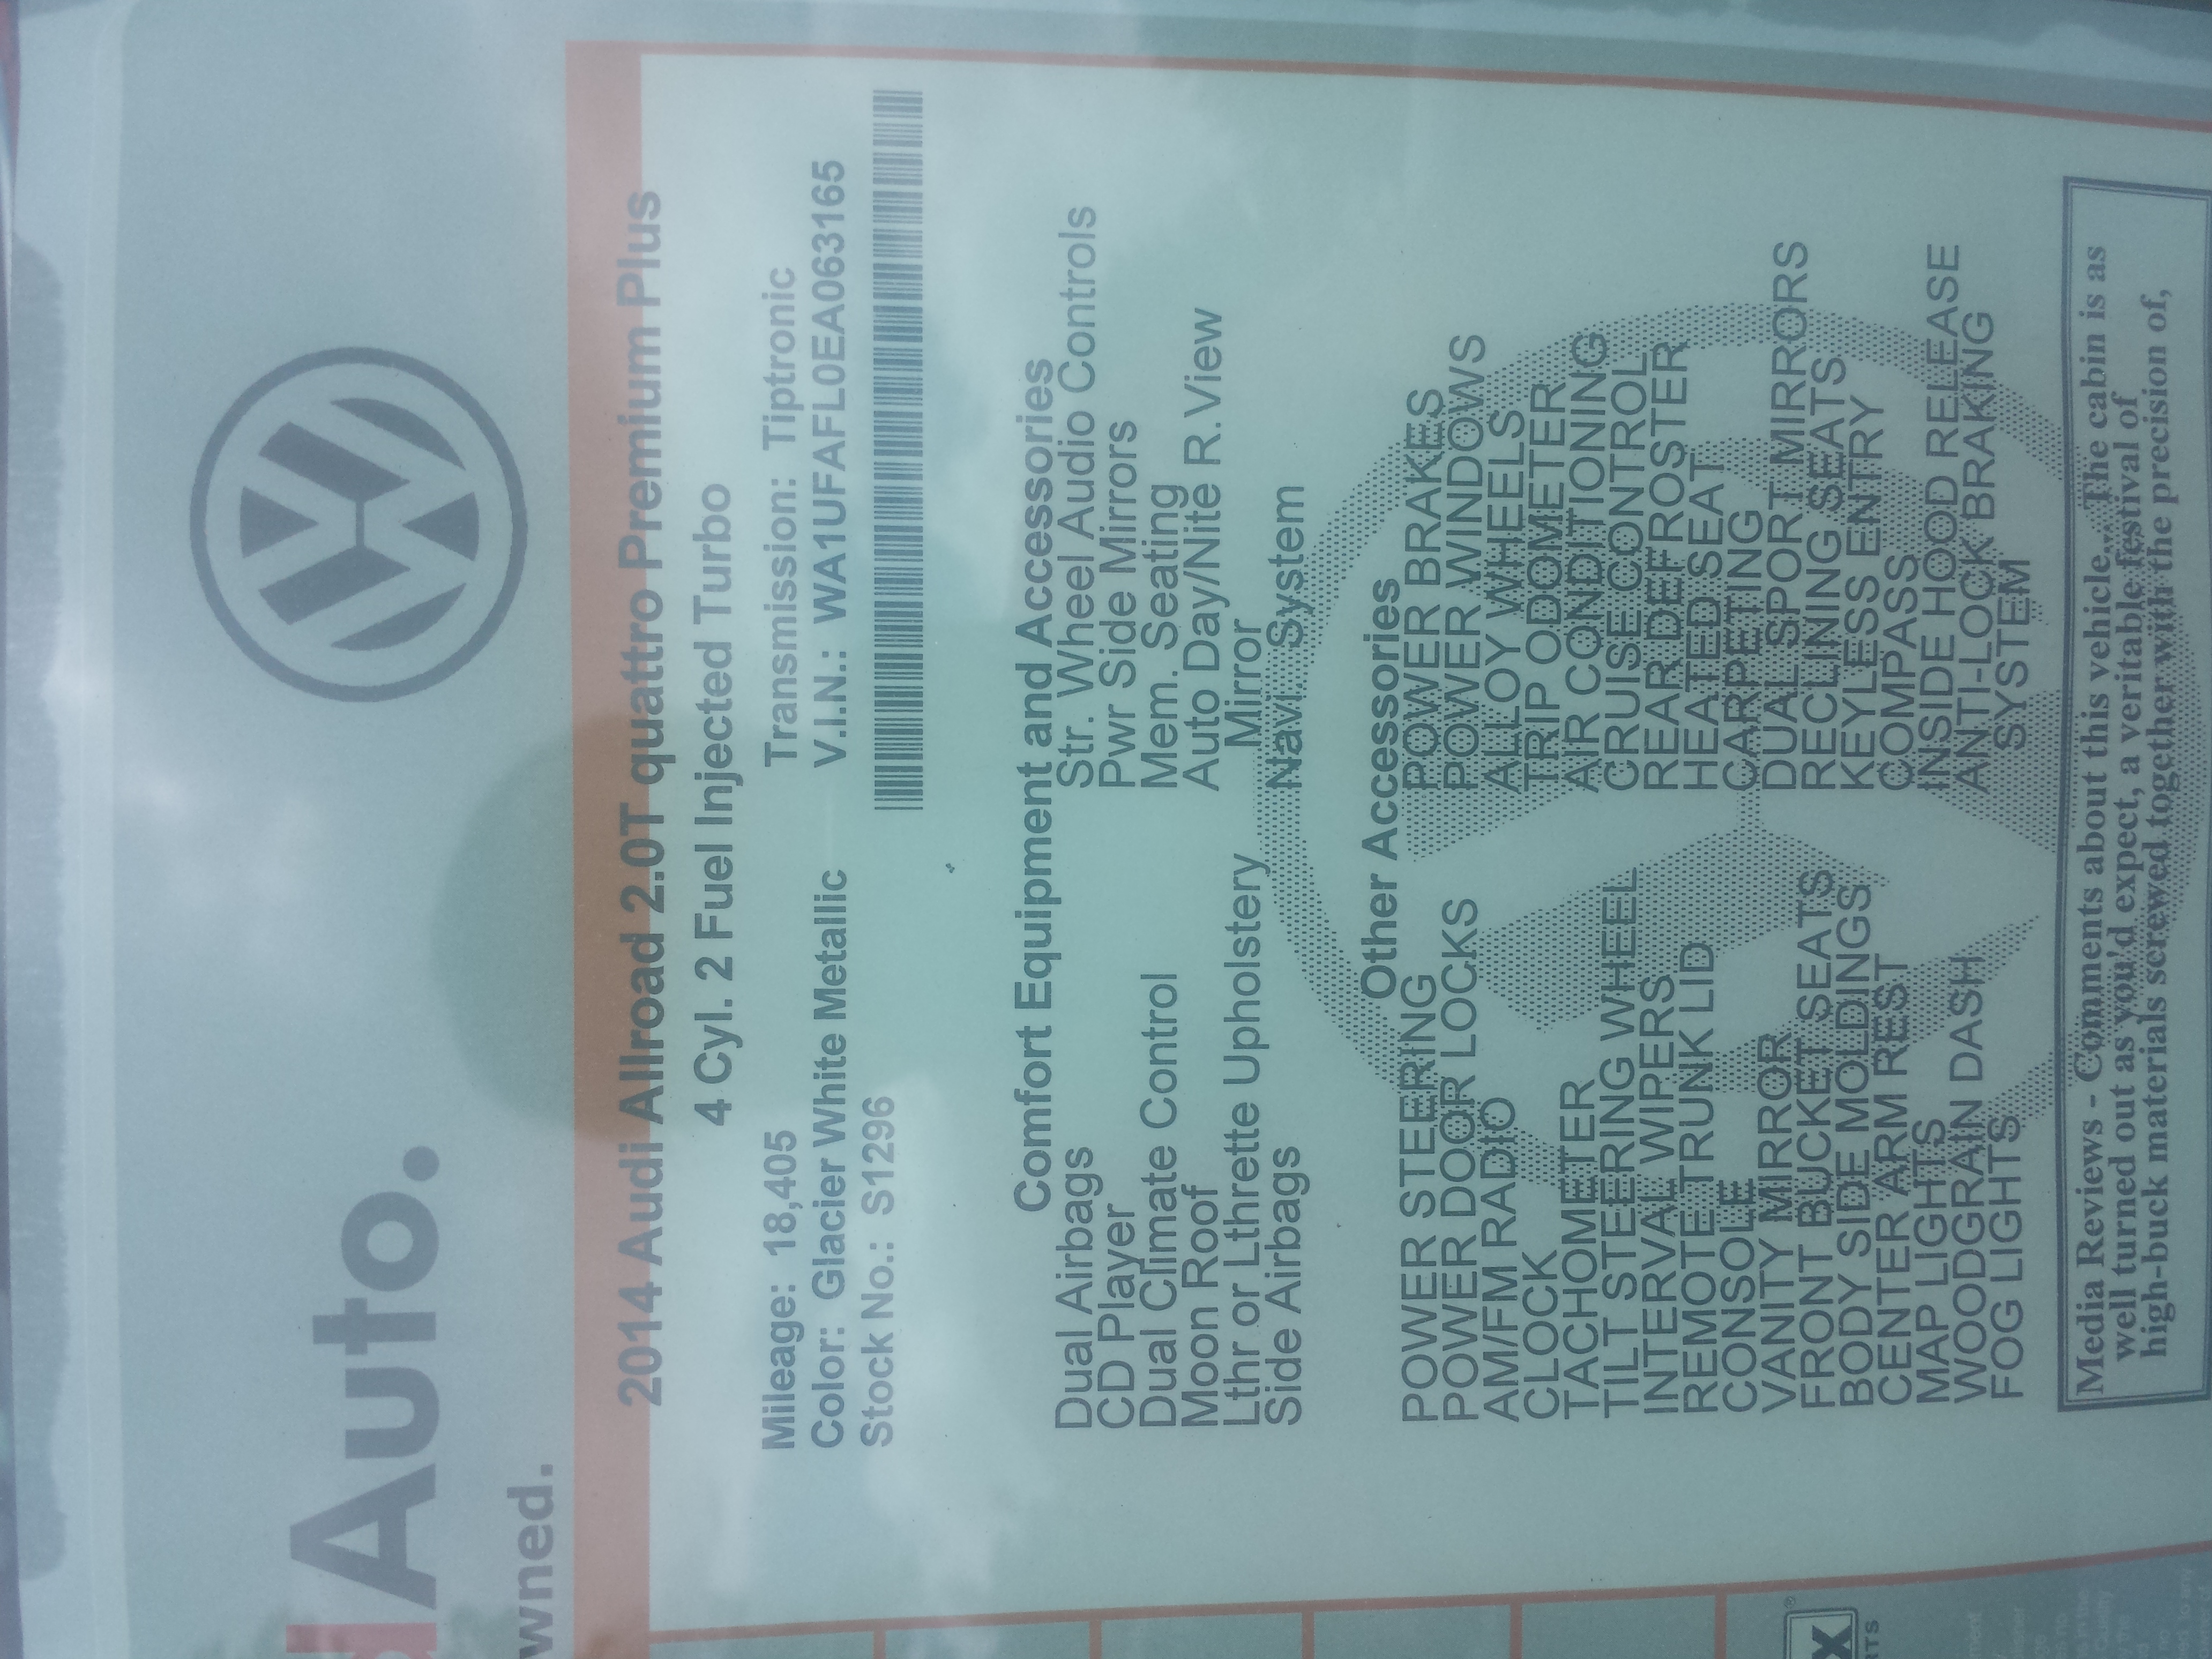 Auto.
wned.
2014 Audi Allroad 2.0T quattro Premium Plus
4 Cyl. 2 Fuel Injected Turbo
Mileage: 18,405 Transmission: Tiptronic
Color: Glacier White Metallic V.I.N.: WA1UFAFL0EA063165
Stock No.: S1296
Comfort Equipment and Accessories
Dual Airbags
CD Player
Dual Climate Control
Moon Roof
Lthr or Lthrette Upholstery
Side Airbags
Str. Wheel Audio Controls
Pwr Side Mirrors
Mem. Seating
Auto Day/Nite R.View
Mirror
Navi. System
Other Accessories
POWER STEERING
POWER DOOR LOCKS
AM/FM RADIO
CLOCK
TACHOMETER
TILT STEERING WHEEL
INTERVAL WIPERS
REMOTE TRUNK LID
CONSOLE
VANITY MIRROR
FRONT BUCKET SEATS
BODY SIDE MOLDINGS
CENTER ARM REST
MAP LIGHTS
WOODGRAIN DASH
FOG LIGHTS
POWER BRAKES
POWER WINDOWS
ALLOY WHEELS
TRIP ODOMETER
AIR CONDITIONING
CRUISE CONTROL
REAR DEFROSTER
HEATED SEAT
CARPETING
DUAL SPORT MIRRORS
RECLINING SEATS
KEYLESS ENTRY
COMPASS
INSIDE HOOD RELEASE
ANTI-LOCK BRAKING
SYSTEM
Media Reviews - Comments about this vehicle....The cabin is as
well turned out as you'd expect, a veritable festival of
high-buck materials screwed together with the precision of,